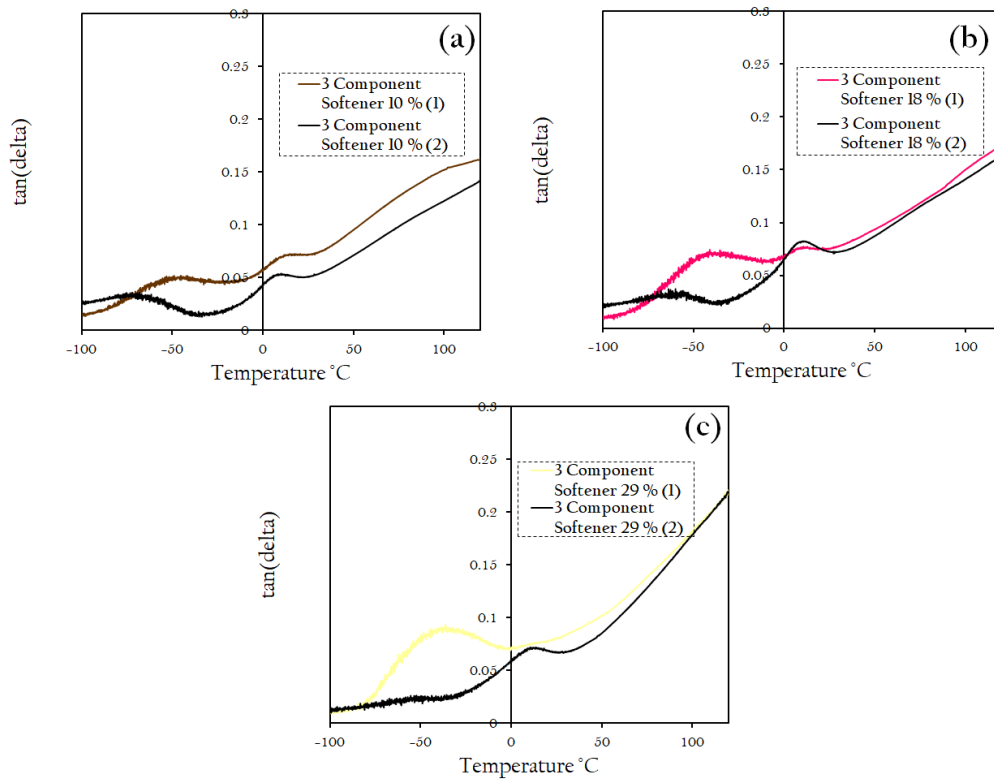 (a)
0.3
0.25
0.2
0.15
0.1
0.05
0
tan(delta)
3 Component
Softener 10 % (1)
3 Component
Softener 10 % (2)
-100
-50
0
50
100
Temperature °C
(b)
0.3
0.25
0.2
0.15
0.1
0.05
0
tan(delta)
3 Component
Softener 18 % (1)
3 Component
Softener 18 % (2)
-100
-50
0
50
100
Temperature °C
(c)
0.3
0.25
0.2
0.15
0.1
0.05
0
tan(delta)
3 Component
Softener 29 % (1)
3 Component
Softener 29 % (2)
-100
-50
0
50
100
Temperature °C